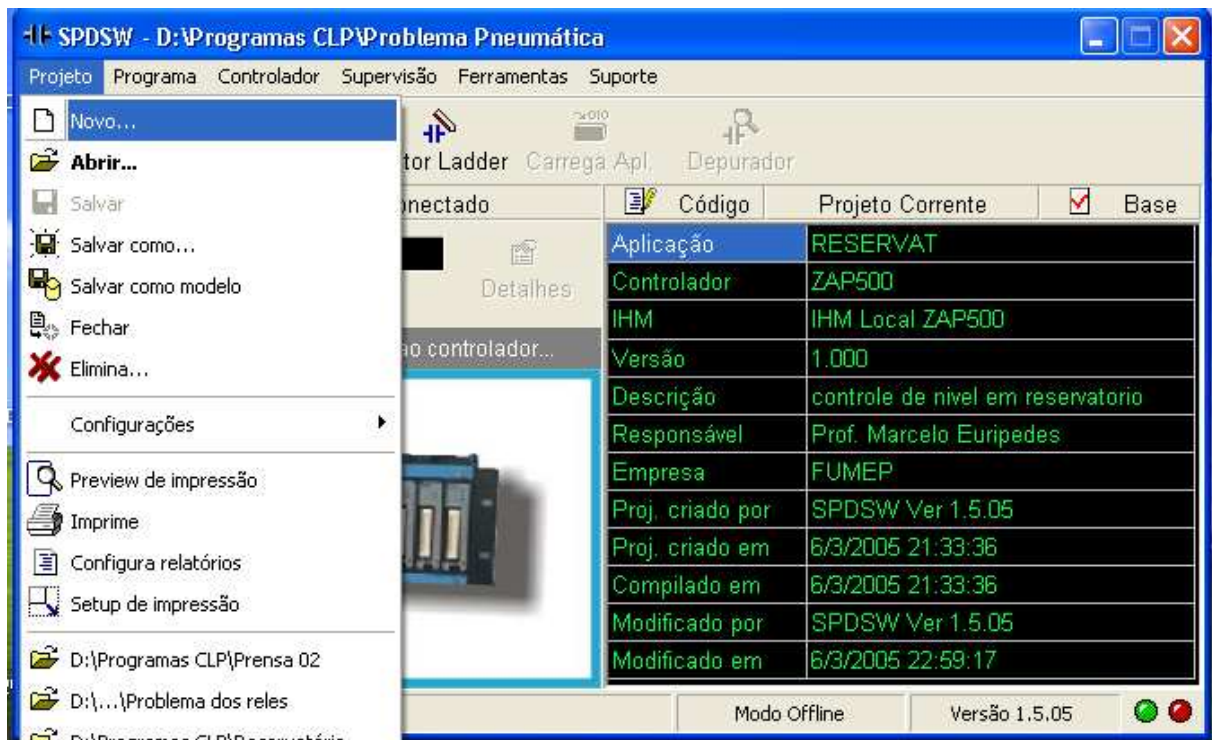 SPDSW - D:\Programas CLP\Problema Pneumática
Projeto Programa Controlador Supervisão Ferramentas Suporte
Novo...
Abrir...
Salvar
Salvar como...
Salvar como modelo
Fechar
Elimina...
Configurações
Preview de impressão
Imprime
Configura relatórios
Setup de impressão
D:\Programas CLP\Prensa 02
D:\...\Problema dos reles
D:\Programas CLP\Reservatório
tor Ladder Carrega Apl. Depurador
nectado
Detalhes
ao controlador...
Código Projeto Corrente Base
Aplicação RESERVAT
Controlador ZAP500
IHM IHM Local ZAP500
Versão 1.000
Descrição controle de nivel em reservatorio
Responsável Prof. Marcelo Euripedes
Empresa FUMEP
Proj. criado por SPDSW Ver 1.5.05
Proj. criado em 6/3/2005 21:33:36
Compilado em 6/3/2005 21:33:36
Modificado por SPDSW Ver 1.5.05
Modificado em 6/3/2005 22:59:17
Modo Offline Versão 1.5.05